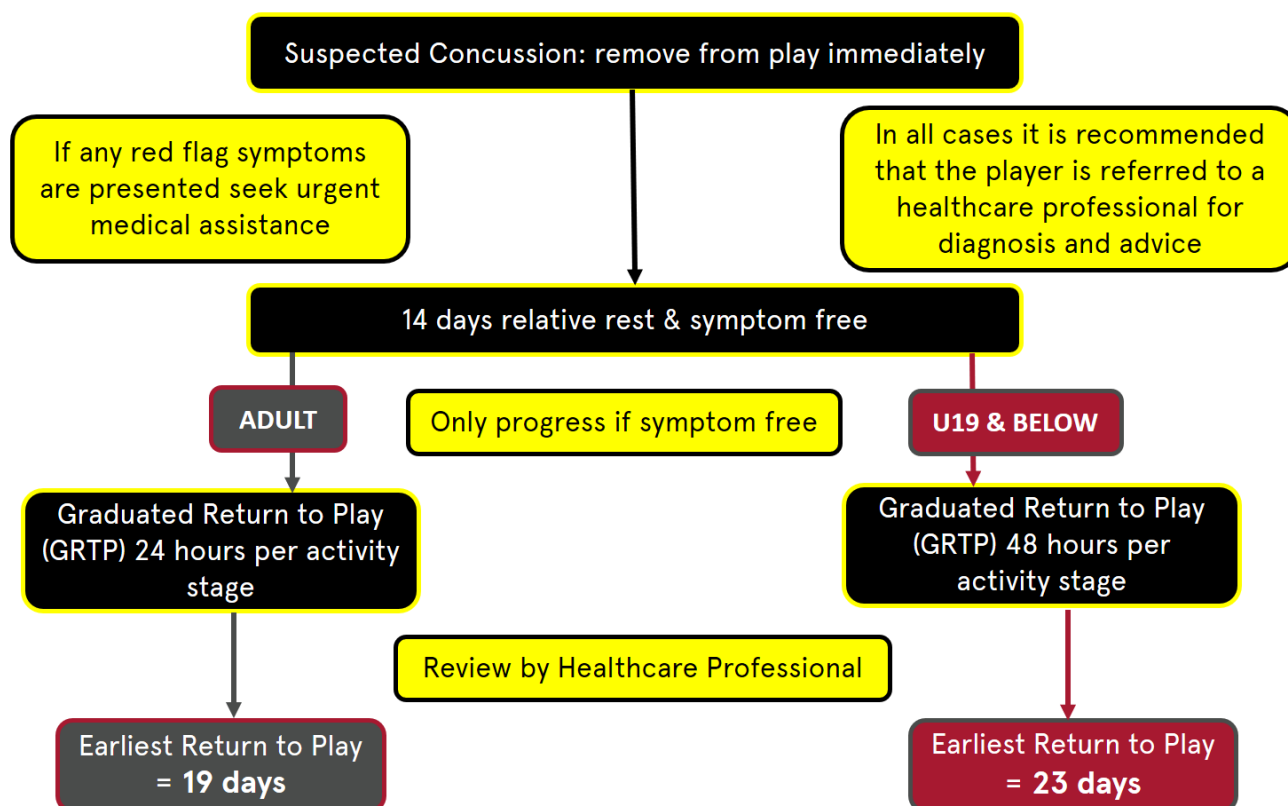 Suspected Concussion: remove from play immediately
If any red flag symptoms
are presented seek urgent
medical assistance
In all cases it is recommended
that the player is referred to a
healthcare professional for
diagnosis and advice
14 days relative rest & symptom free
ADULT
Only progress if symptom free
U19 & BELOW
Graduated Return to Play
(GRTP) 24 hours per activity
stage
Graduated Return to Play
(GRTP) 48 hours per
activity stage
Review by Healthcare Professional
Earliest Return to Play
= 19 days
Earliest Return to Play
= 23 days